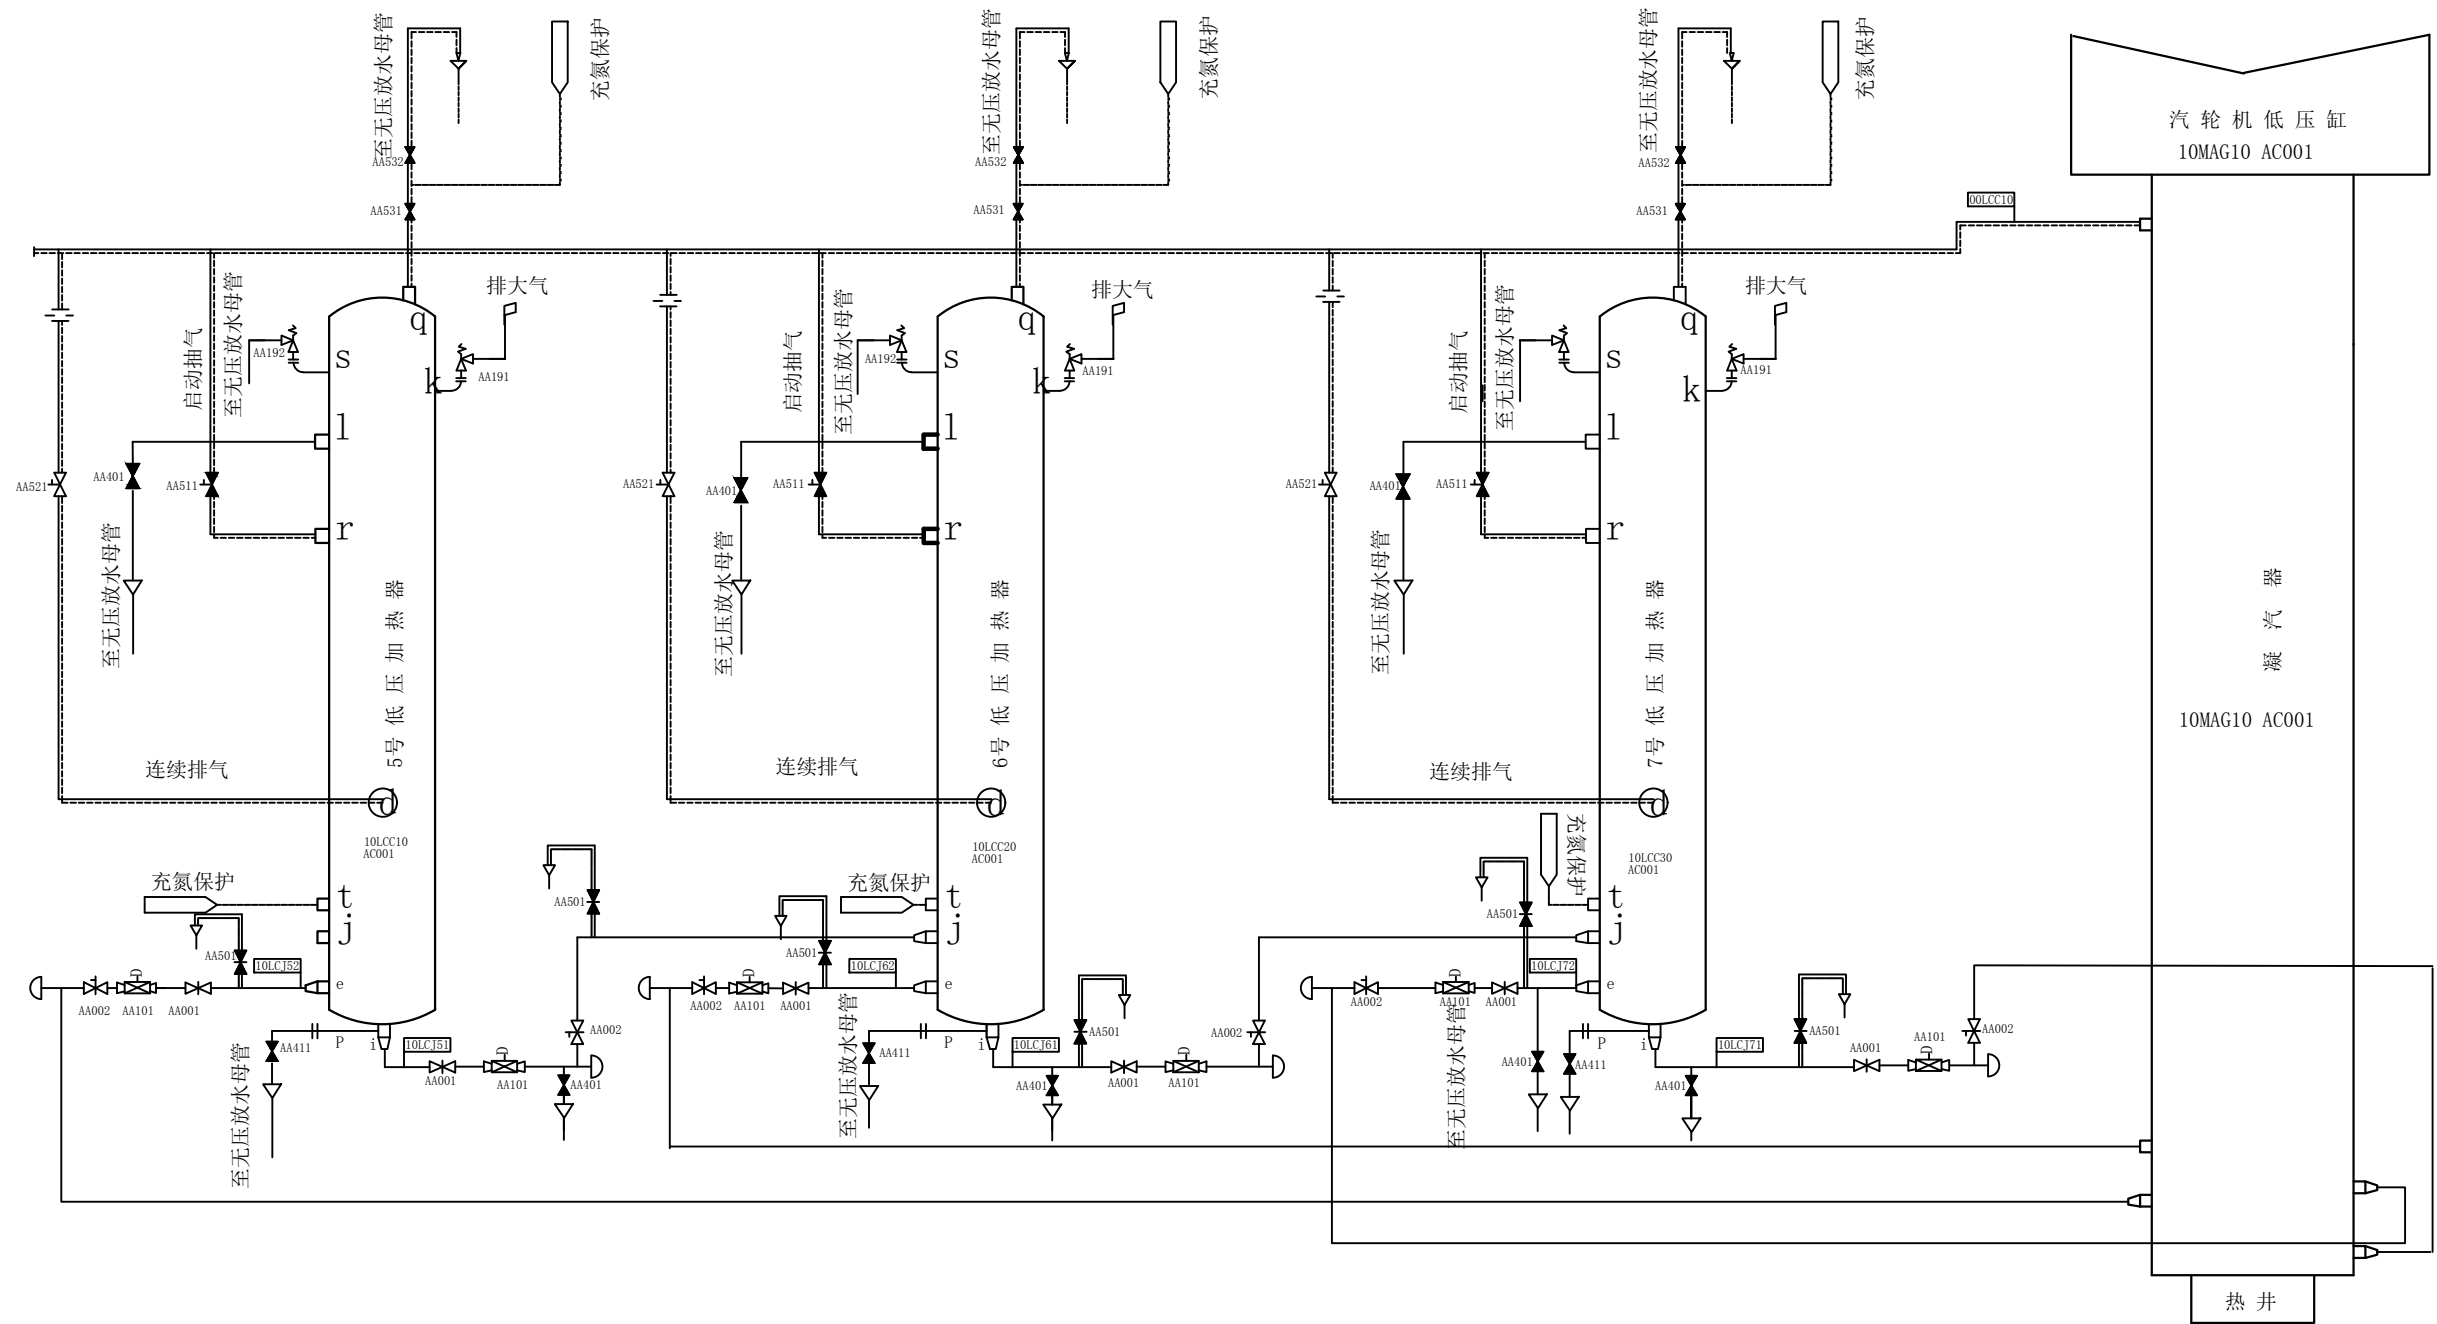 至无压放水母管
充氮保护
至无压放水母管
充氮保护
至无压放水母管
充氮保护
汽轮机低压缸
10MAG10 AC001
AA532
AA532
AA532
AA531
AA531
AA531
00LCC10
排大气
排大气
排大气
启动抽气
至无压放水母管
启动抽气
至无压放水母管
启动抽气
至无压放水母管
q
q
q
AA192
s
k
AA191
AA192
s
k
AA191
s
k
AA191
l
l
l
AA521
AA401
AA511
AA521
AA401
AA511
AA521
AA401
AA511
r
r
r
至无压放水母管
至无压放水母管
至无压放水母管
5号低压加热器
6号低压加热器
7号低压加热器
凝汽器
10MAG10 AC001
连续排气
连续排气
连续排气
d
d
d
10LCC10
AC001
10LCC20
AC001
10LCC30
AC001
充氮保护
充氮保护
充氮保护
t
t
t
j
j
j
AA501
AA501
AA501
AA501
10LCJ52
10LCJ62
10LCJ72
e
e
e
D
D
D
AA002
AA101
AA001
AA002
AA101
AA001
AA002
AA101
AA001
至无压放水母管
AA411
P
i
10LCJ51
AA001
D
AA101
AA002
AA401
至无压放水母管
AA411
P
i
10LCJ61
AA401
AA501
AA001
D
AA101
AA002
至无压放水母管
AA401
AA411
P
i
10LCJ71
AA401
AA501
AA001
AA101
D
AA002
热井